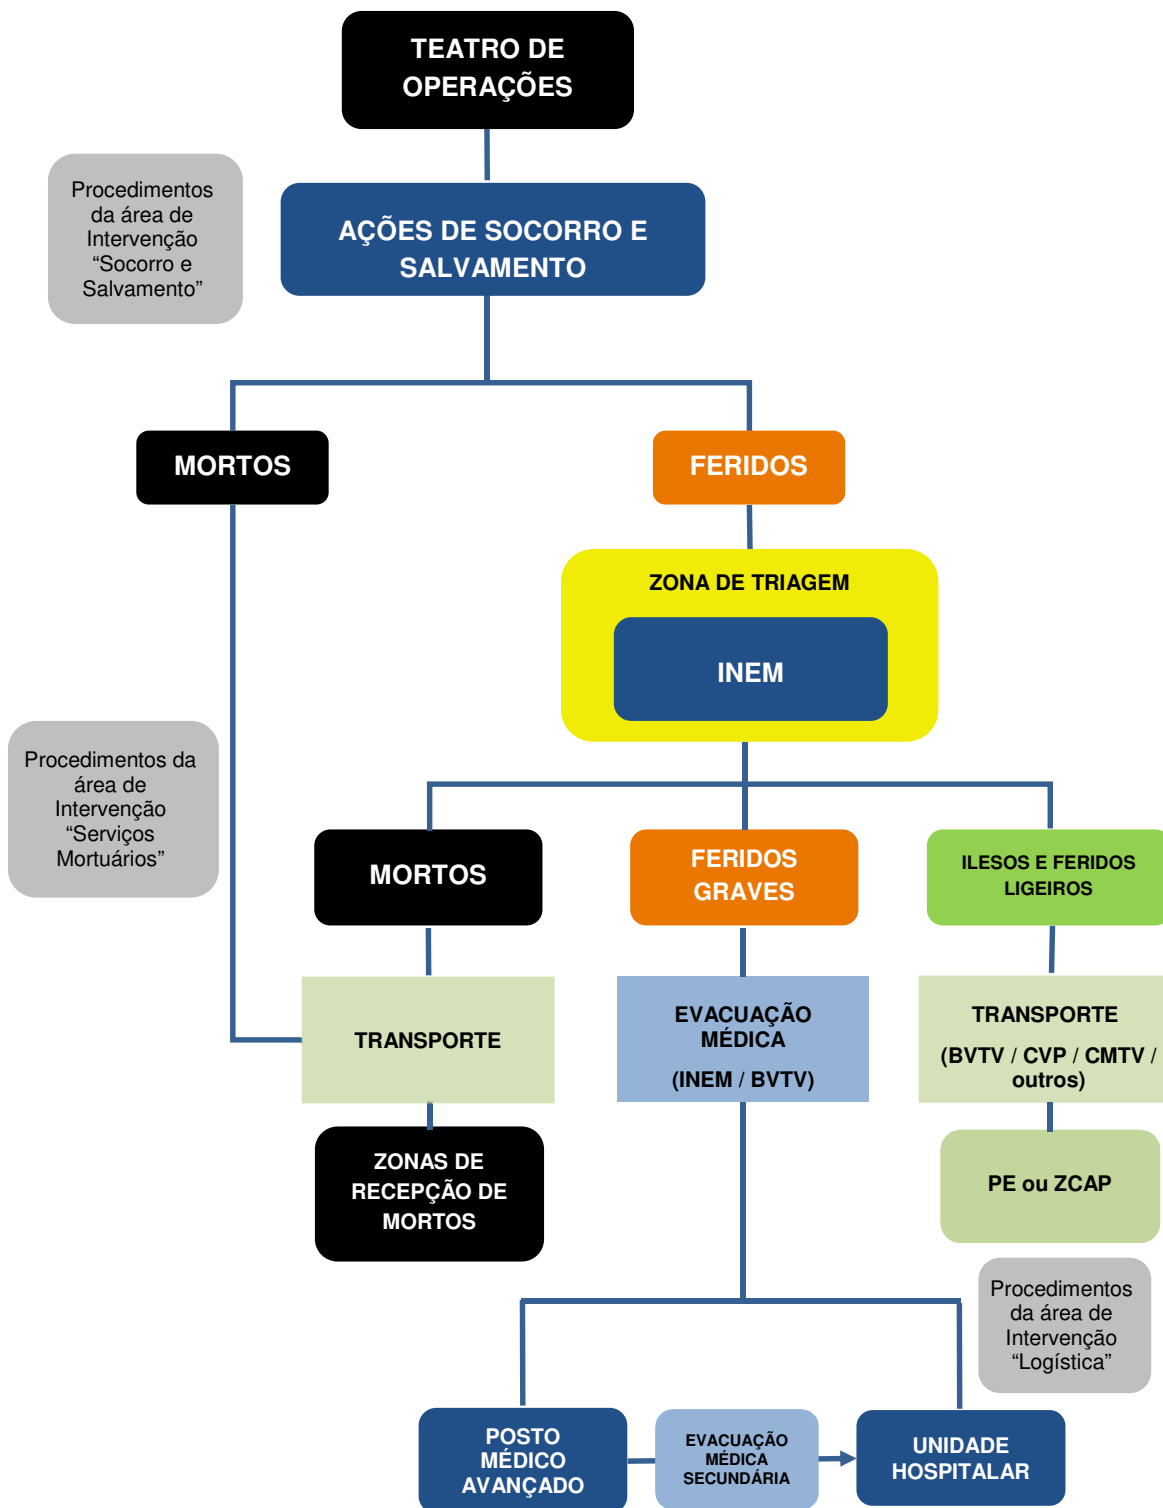 TEATRO DE
OPERAÇÕES
Procedimentos
da área de
Intervenção
“Socorro e
Salvamento”
AÇÕES DE SOCORRO E
SALVAMENTO
MORTOS
FERIDOS
ZONA DE TRIAGEM
INEM
Procedimentos da
área de
Intervenção
“Serviços
Mortuários”
MORTOS
FERIDOS
GRAVES
ILESOS E FERIDOS
LIGEIROS
TRANSPORTE
EVACUAÇÃO
MÉDICA
(INEM / BVTV)
TRANSPORTE
(BVTV / CVP / CMTV /
outros)
ZONAS DE
RECEPÇÃO DE
MORTOS
PE ou ZCAP
Procedimentos
da área de
Intervenção
“Logística”
POSTO
MÉDICO
AVANÇADO
EVACUAÇÃO
MÉDICA
SECUNDÁRIA
UNIDADE
HOSPITALAR